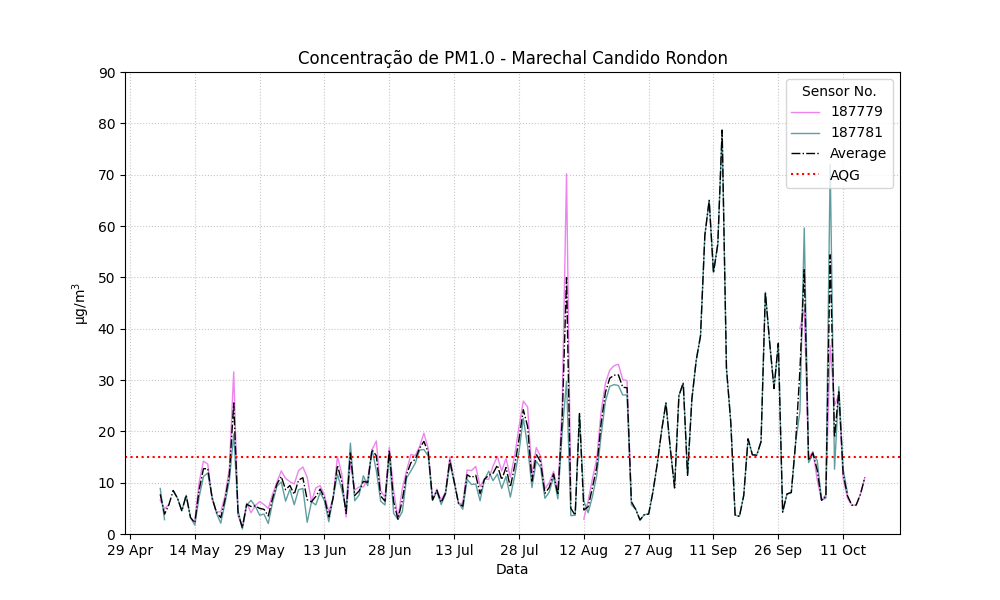 Concentração de PM1.0 - Marechal Candido Rondon
90
80
70
60
50
40
30
20
10
0
µg/m³
Sensor No.
187779
187781
Average
AQG
29 Apr 14 May 29 May 13 Jun 28 Jun 13 Jul 28 Jul 12 Aug 27 Aug 11 Sep 26 Sep 11 Oct
Data